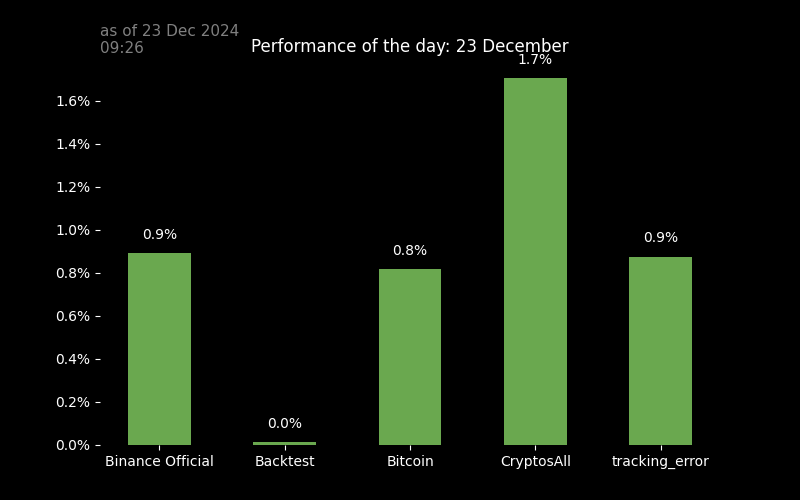 as of 23 Dec 2024
09:26
Performance of the day: 23 December
1.7%
1.6%
1.4%
1.2%
1.0%
0.9%
0.9%
0.8%
0.8%
0.6%
0.4%
0.2%
0.0%
0.0%
Binance Official
Backtest
Bitcoin
CryptosAll
tracking_error